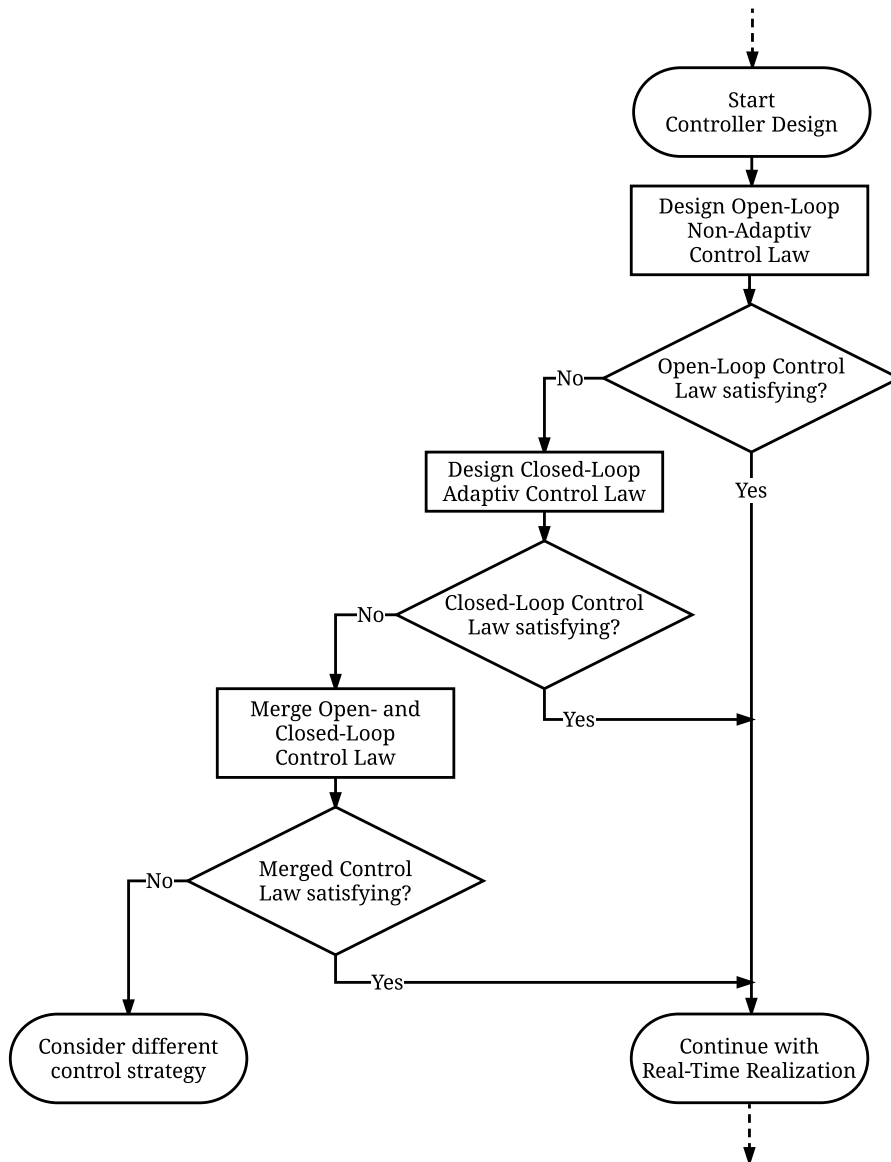 Start
Controller Design
Design Open-Loop
Non-Adaptiv
Control Law
Open-Loop Control
Law satisfying?
No
Yes
Design Closed-Loop
Adaptiv Control Law
Closed-Loop Control
Law satisfying?
No
Yes
Merge Open- and
Closed-Loop
Control Law
Merged Control
Law satisfying?
No
Yes
Consider different
control strategy
Continue with
Real-Time Realization